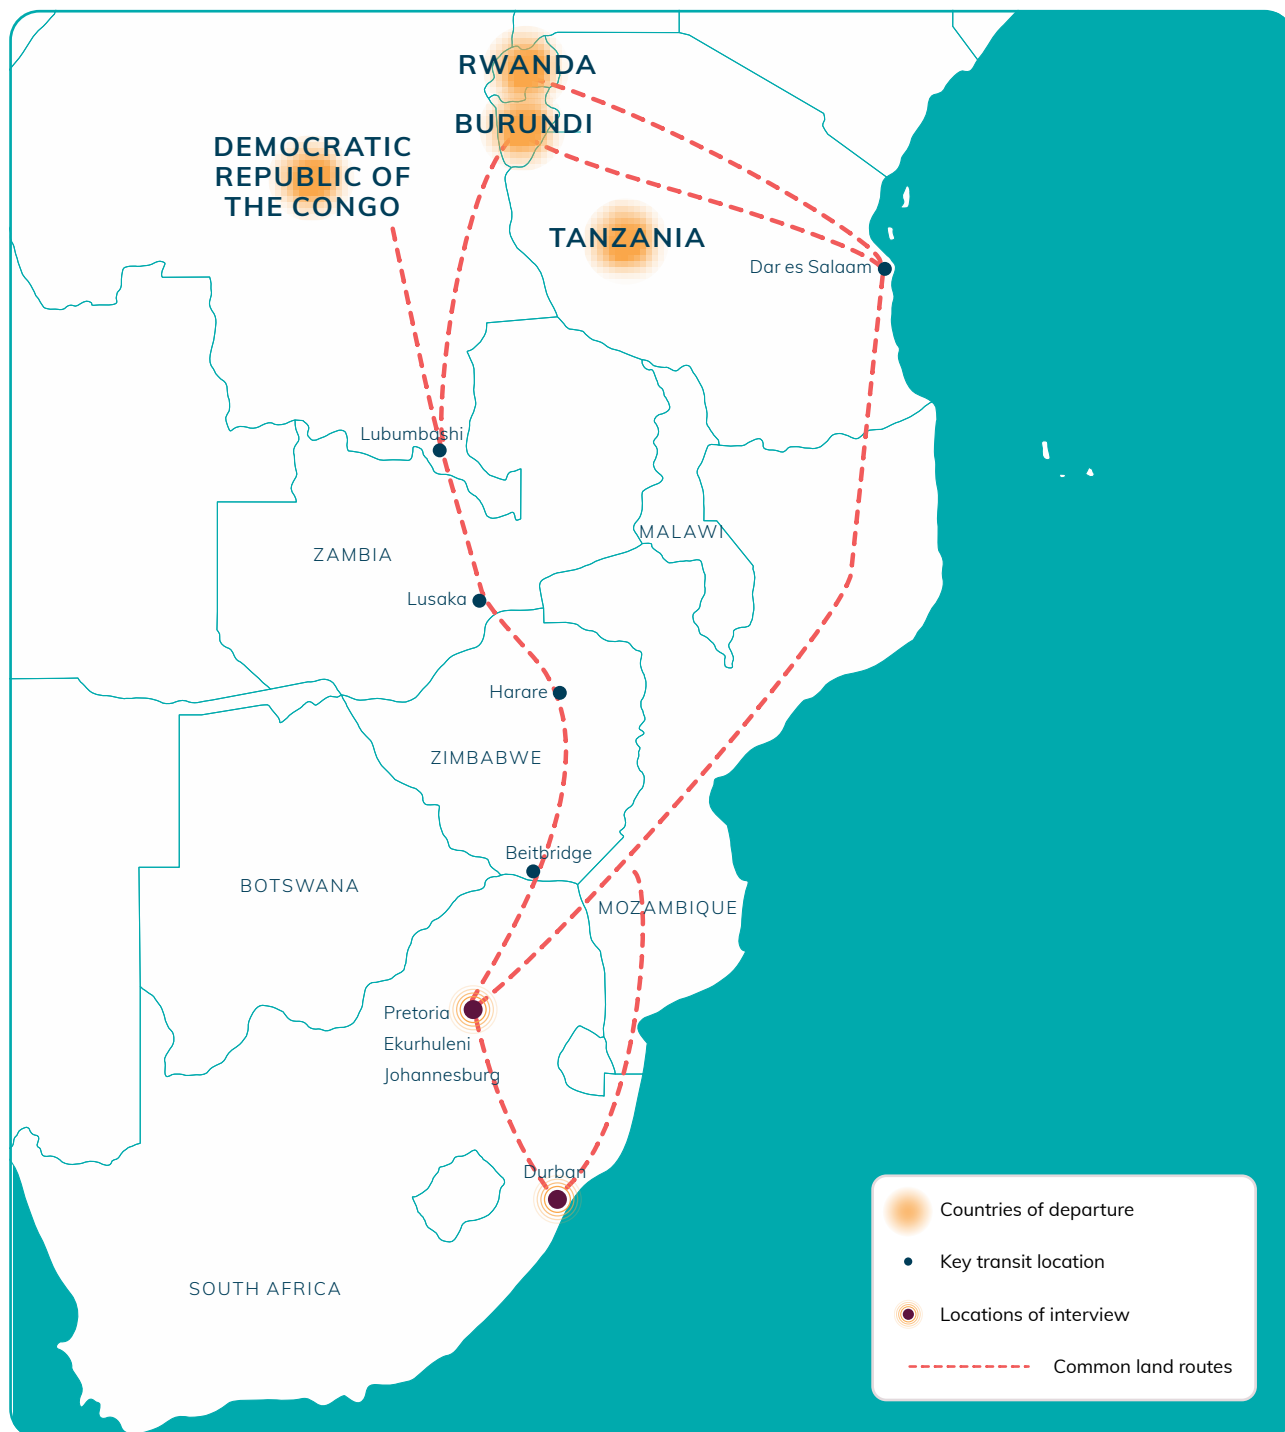 RWANDA
BURUNDI
DEMOCRATIC
REPUBLIC OF
THE CONGO
TANZANIA
Dar es Salaam
Lubumbashi
MALAWI
ZAMBIA
Lusaka
Harare
ZIMBABWE
Beitbridge
BOTSWANA
MOZAMBIQUE
Pretoria
Ekurhuleni
Johannesburg
Durban
SOUTH AFRICA
Countries of departure
Key transit location
Locations of interview
Common land routes